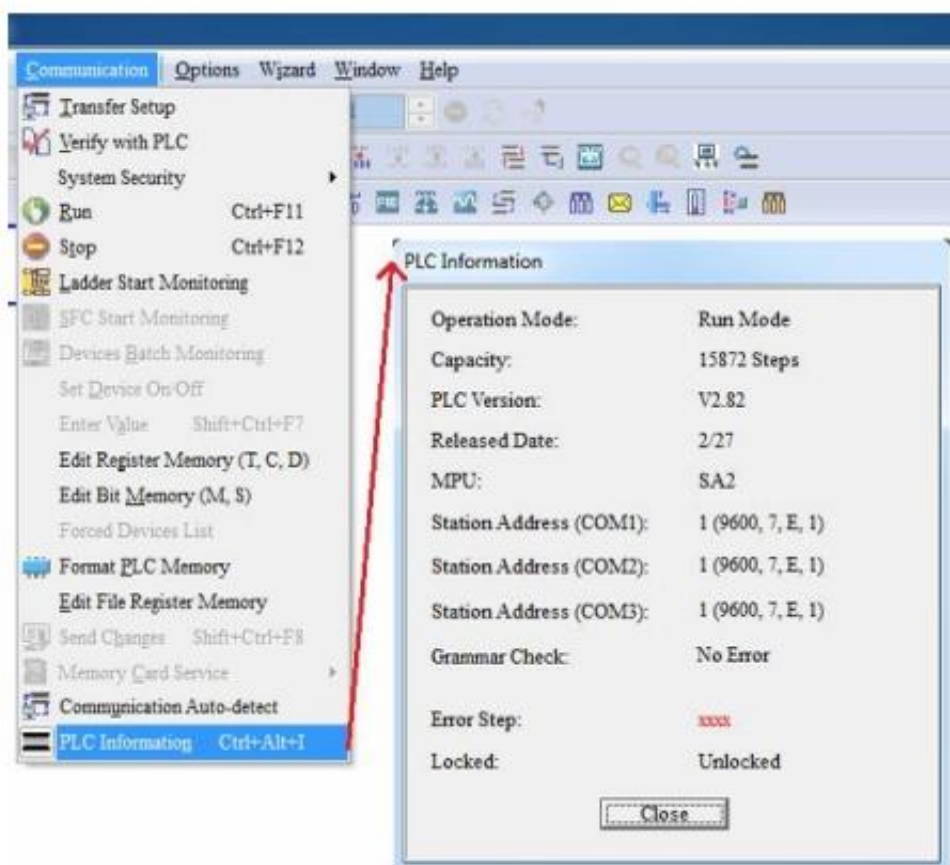 Communication Options Wizard Window Help
Transfer Setup
Verify with PLC
System Security
Run Ctrl+F11
Stop Ctrl+F12
Ladder Start Monitoring
SFC Start Monitoring
Devices Batch Monitoring
Set Device On/Off
Enter Value Shift+Ctrl+F7
Edit Register Memory (T, C, D)
Edit Bit Memory (M, S)
Forced Devices List
Format PLC Memory
Edit File Register Memory
Send Changes Shift+Ctrl+F8
Memory Card Service
Communication Auto-detect
PLC Information Ctrl+Alt+I
PLC Information
Operation Mode: Run Mode
Capacity: 15872 Steps
PLC Version: V2.82
Released Date: 2/27
MPU: SA2
Station Address (COM1): 1 (9600, 7, E, 1)
Station Address (COM2): 1 (9600, 7, E, 1)
Station Address (COM3): 1 (9600, 7, E, 1)
Grammar Check: No Error
Error Step: xxxx
Locked: Unlocked
Close